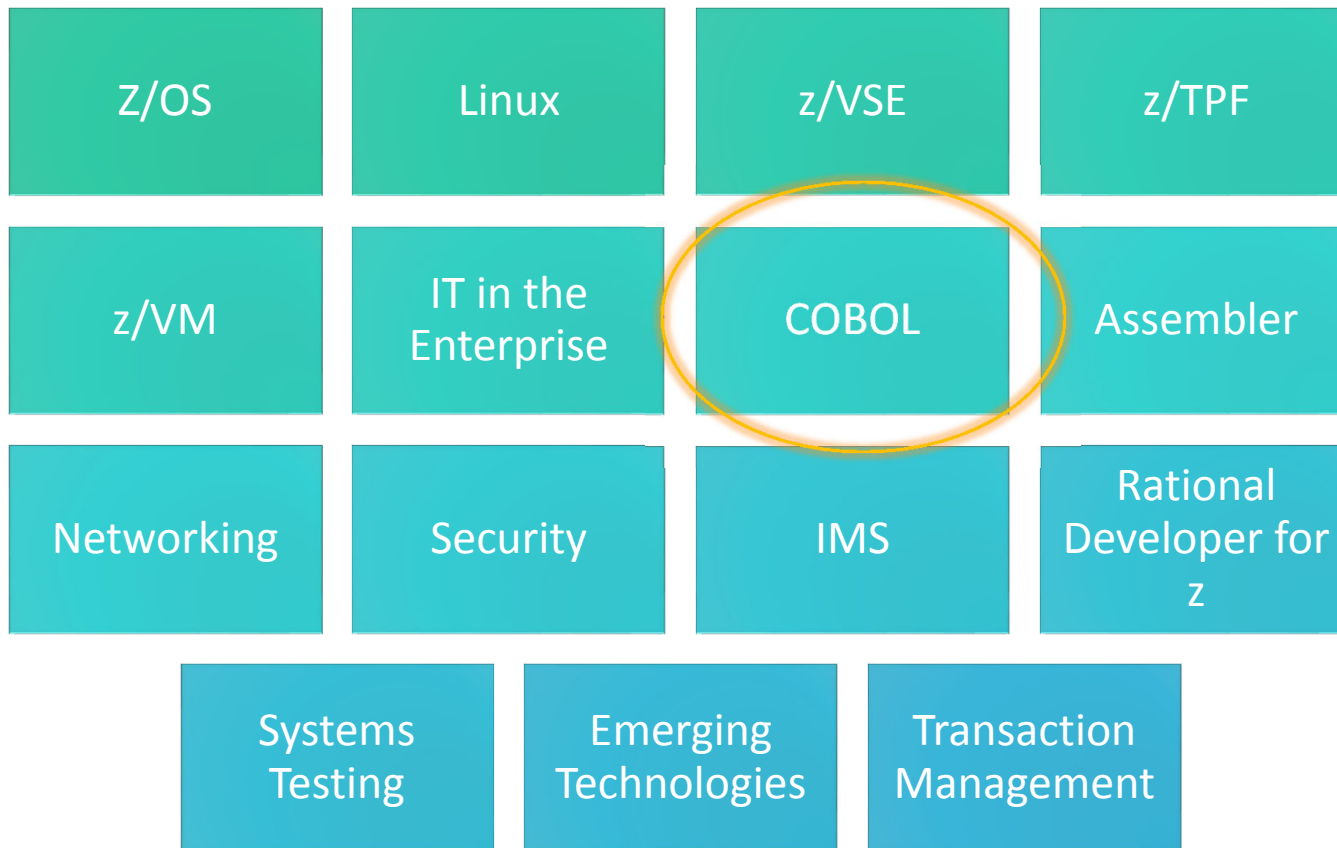 Z/OS
Linux
z/VSE
z/TPF
z/VM
IT in the
Enterprise
COBOL
Assembler
Networking
Security
IMS
Rational
Developer for
z
Systems
Testing
Emerging
Technologies
Transaction
Management